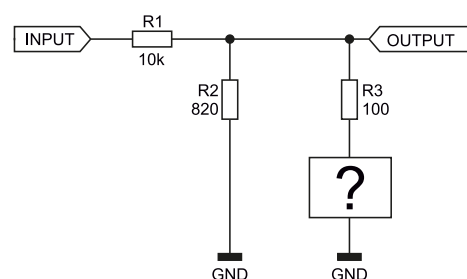 R1
INPUT
OUTPUT
10k
R2
820
R3
100
?
GND
GND